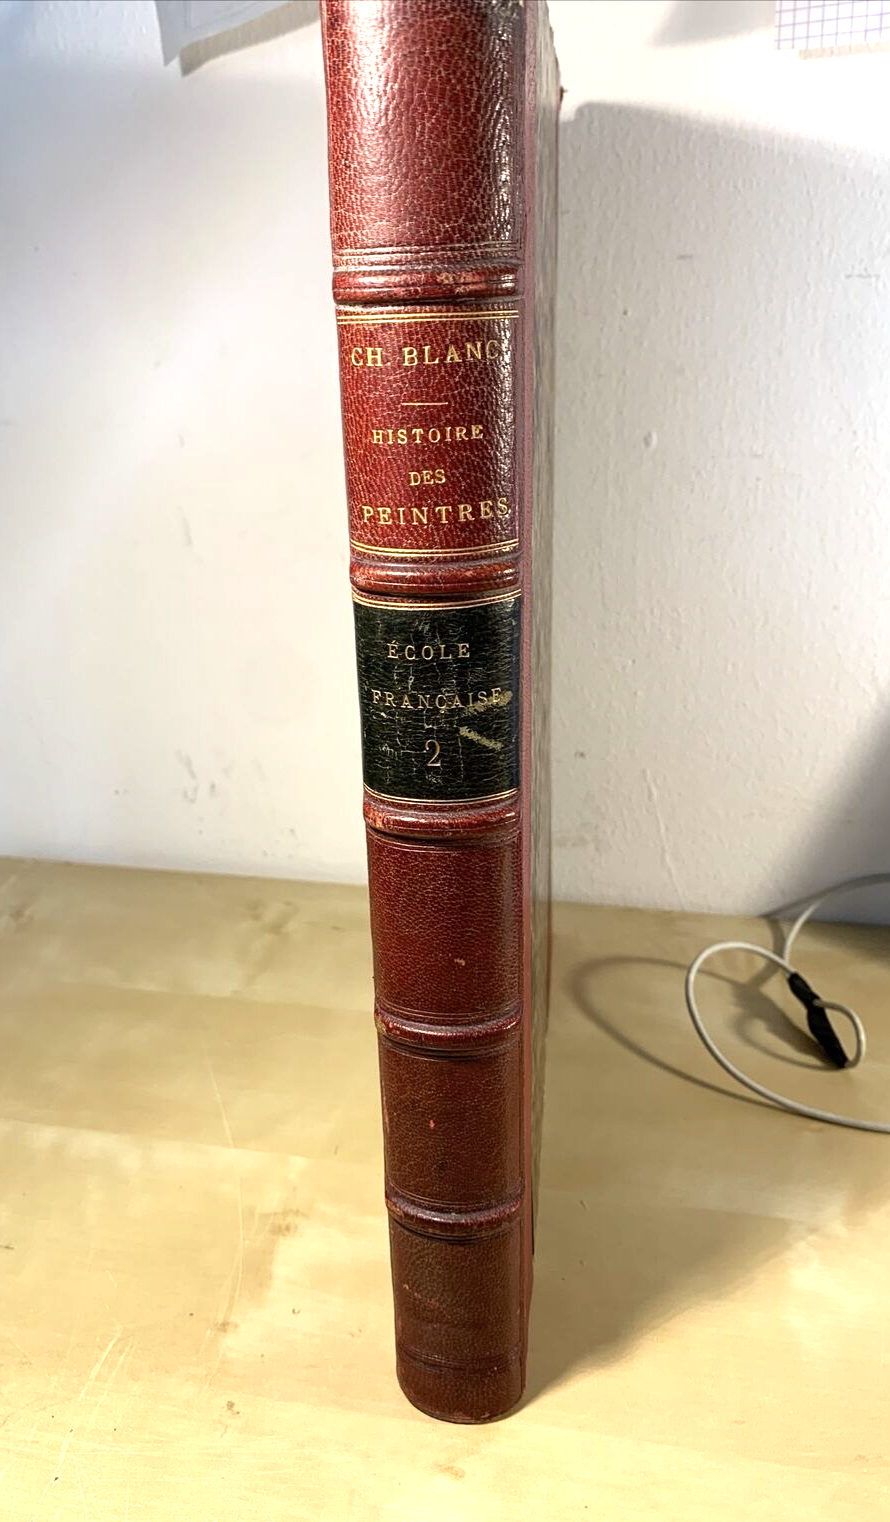 CH. BLANC
HISTOIRE
DES
PEINTRES
ÉCOLE
FRANÇAISE
2